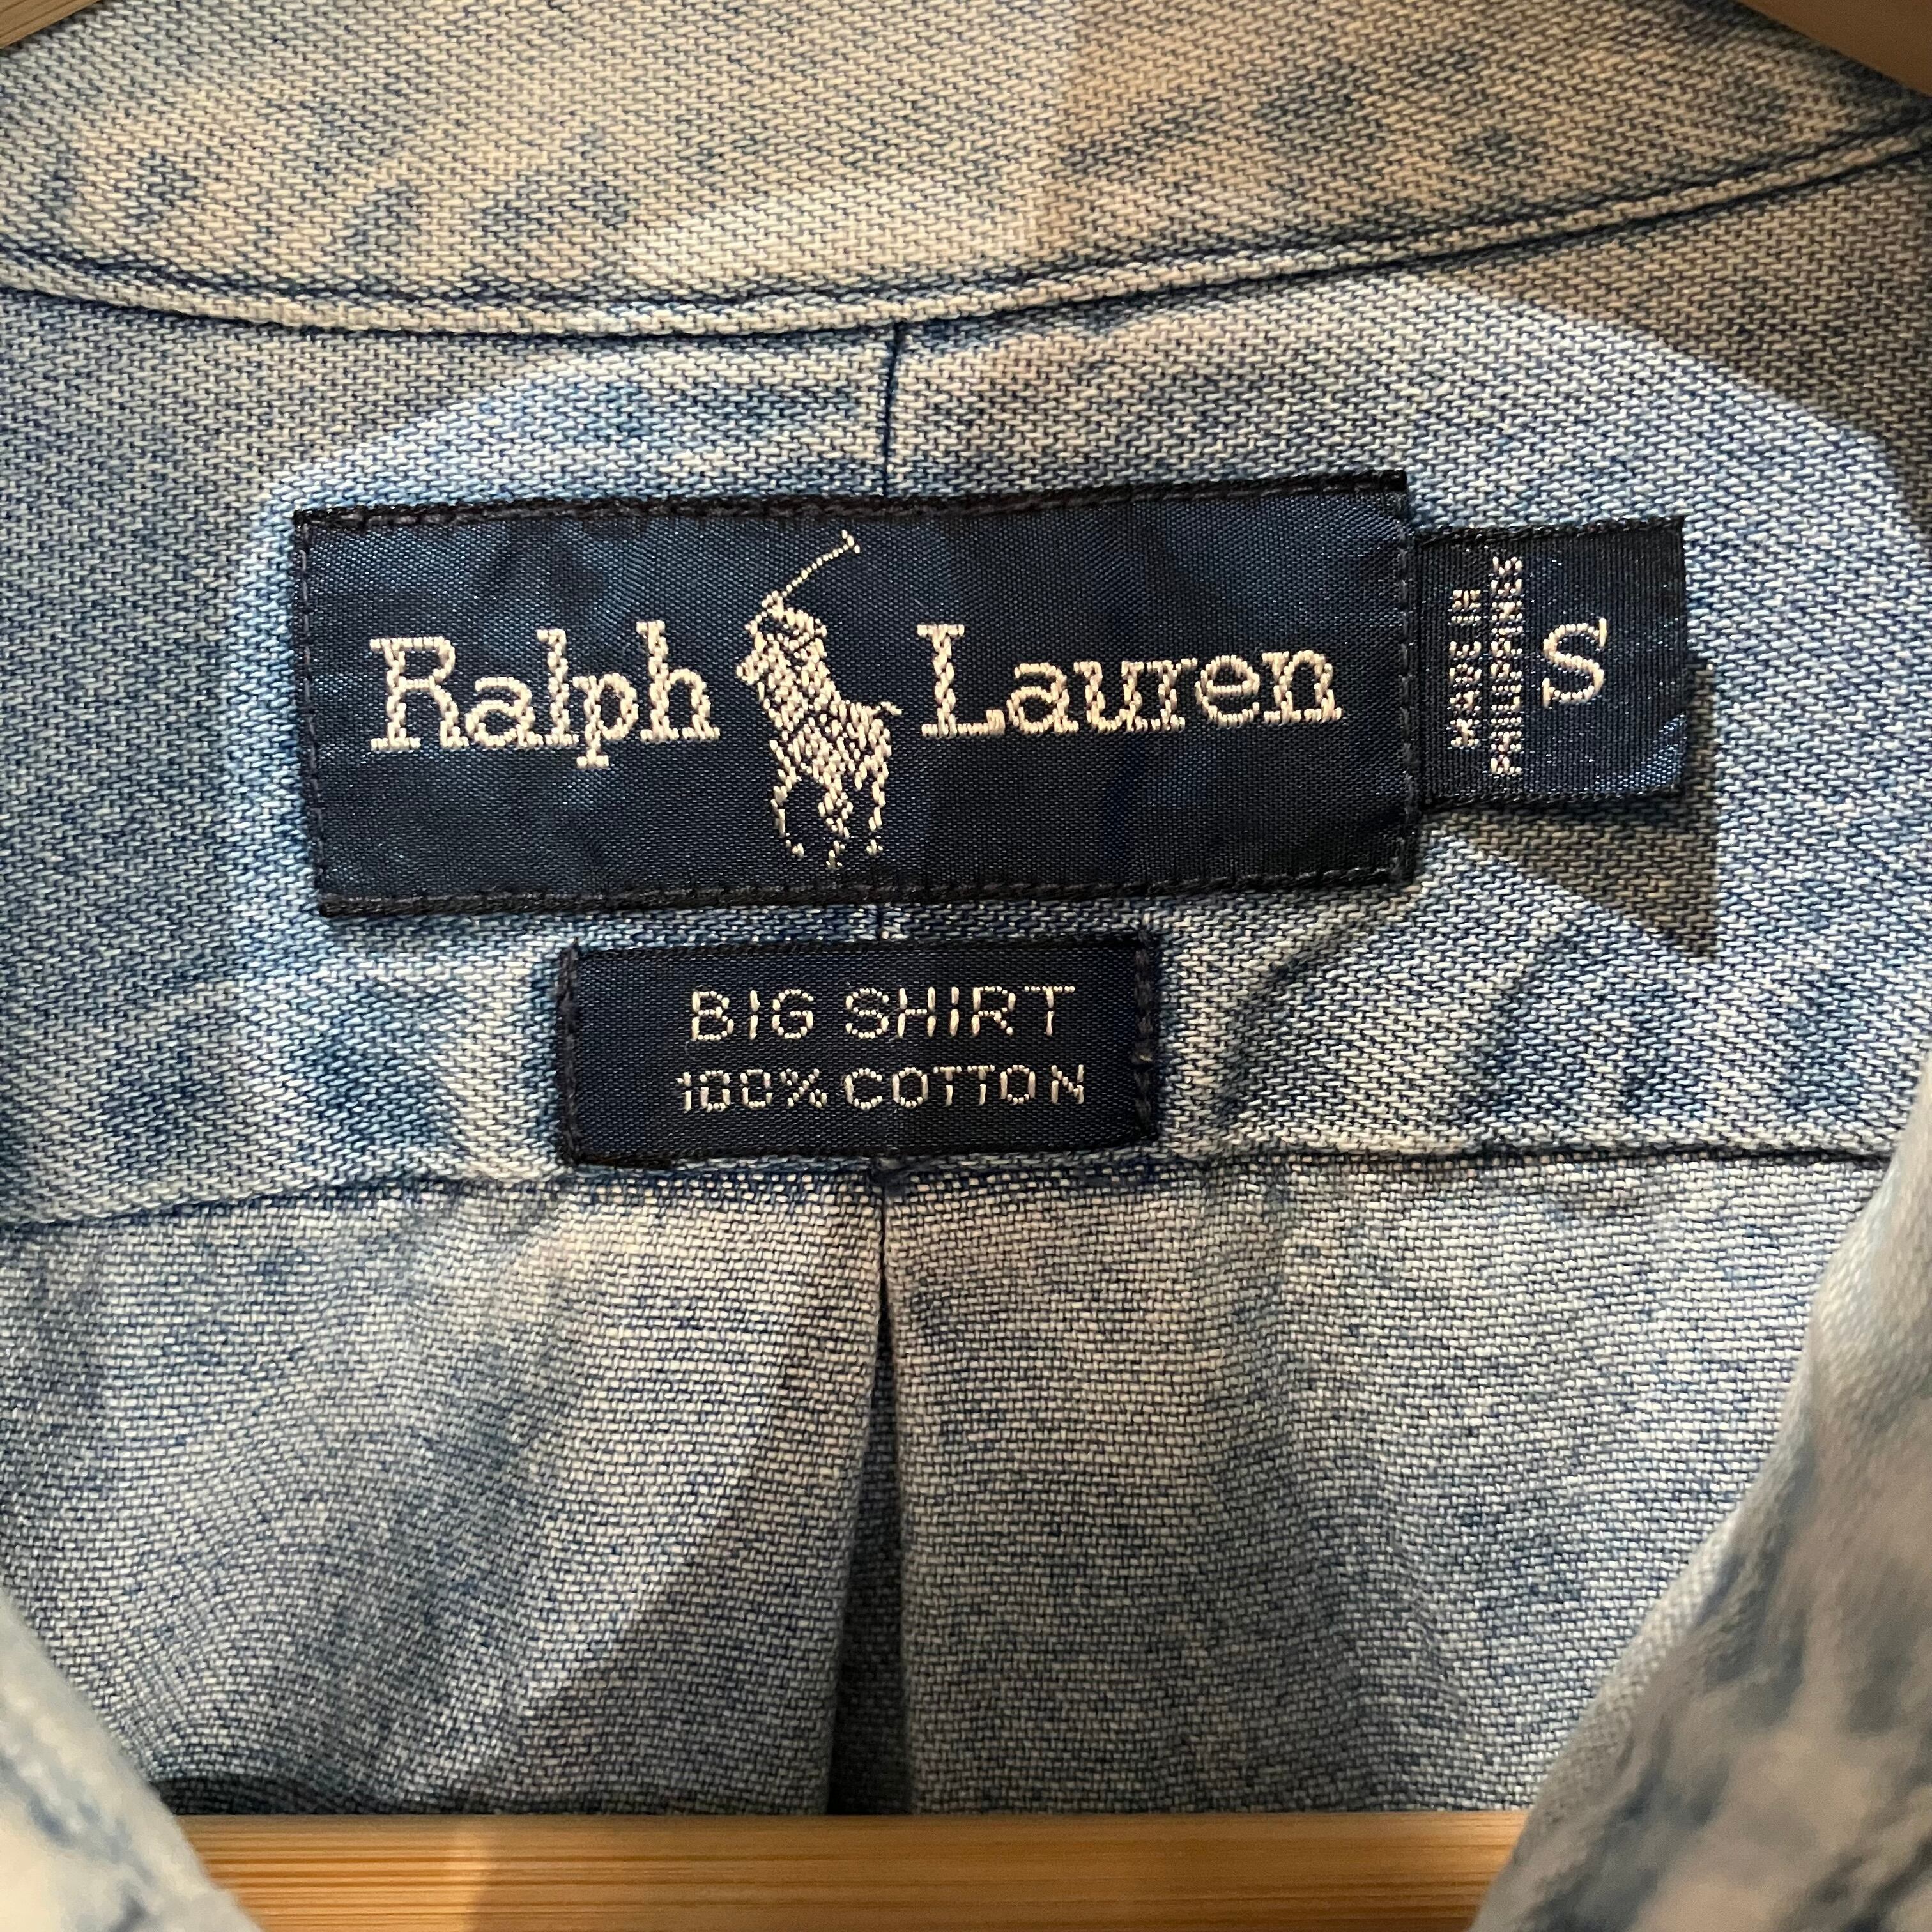 Ralph Lauren
MADE IN
PHILIPPINES
S
BIG SHIRT
100% COTTON